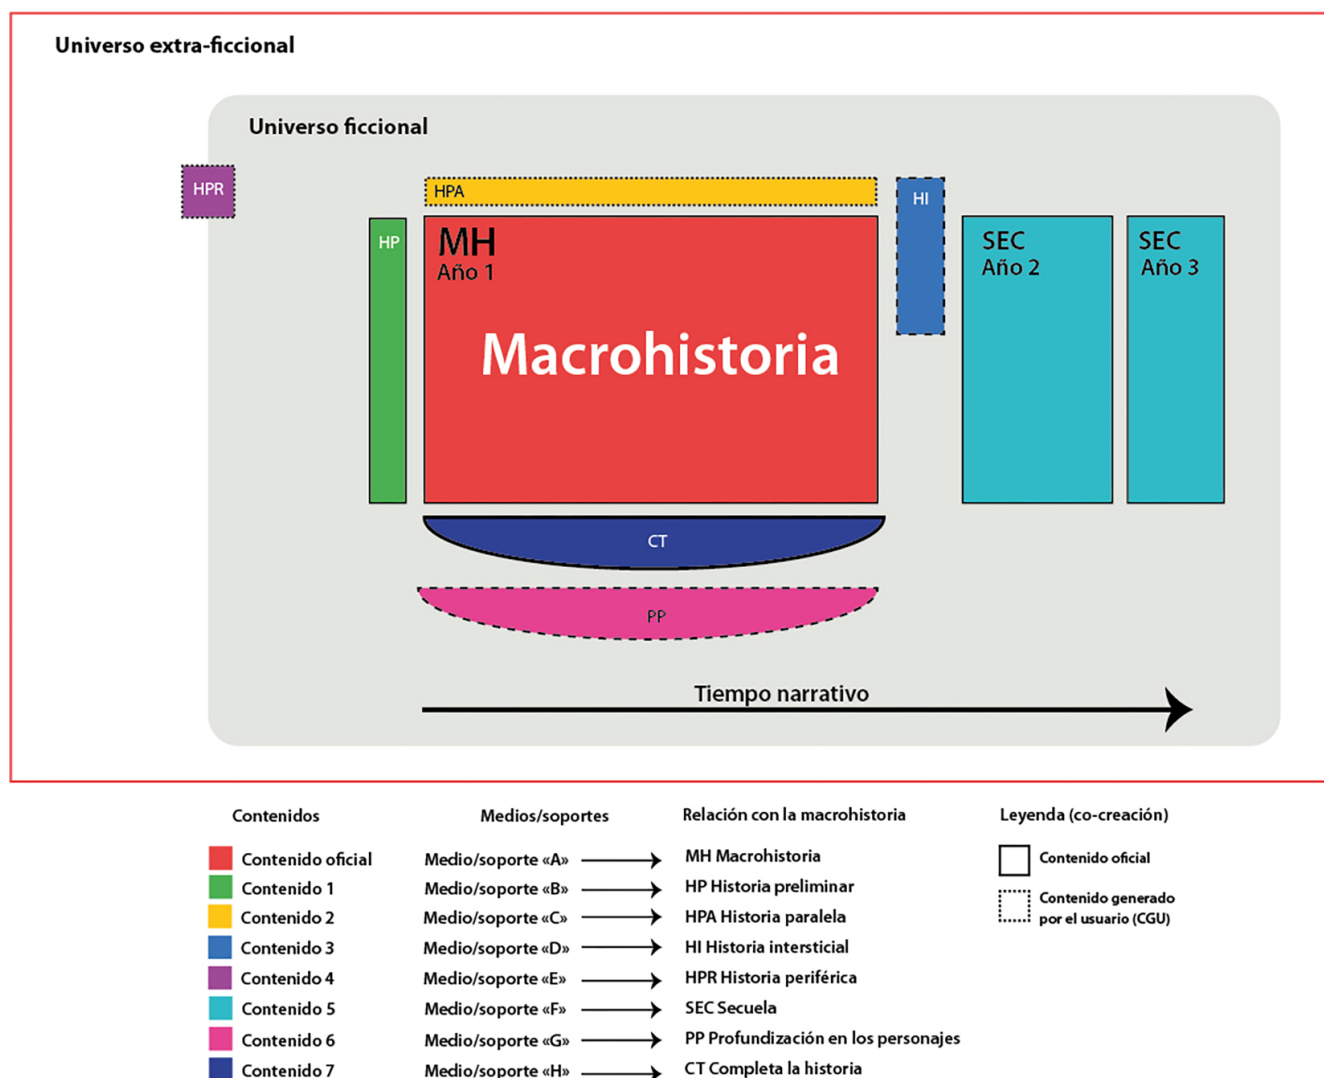 Universo extra-ficcional
Universo ficcional
HPR
HPA
HI
HP
MH
Año 1
SEC
Año 2
SEC
Año 3
Macrohistoria
CT
PP
Tiempo narrativo
Contenidos
Medios/soportes
Relación con la macrohistoria
Leyenda (co-creación)
Contenido oficial
Medio/soporte «A»
MH Macrohistoria
Contenido oficial
Contenido 1
Medio/soporte «B»
HP Historia preliminar
Contenido 2
Medio/soporte «C»
HPA Historia paralela
Contenido generado
por el usuario (CGU)
Contenido 3
Medio/soporte «D»
HI Historia intersticial
Contenido 4
Medio/soporte «E»
HPR Historia periférica
Contenido 5
Medio/soporte «F»
SEC Secuela
Contenido 6
Medio/soporte «G»
PP Profundización en los personajes
Contenido 7
Medio/soporte «H»
CT Completa la historia